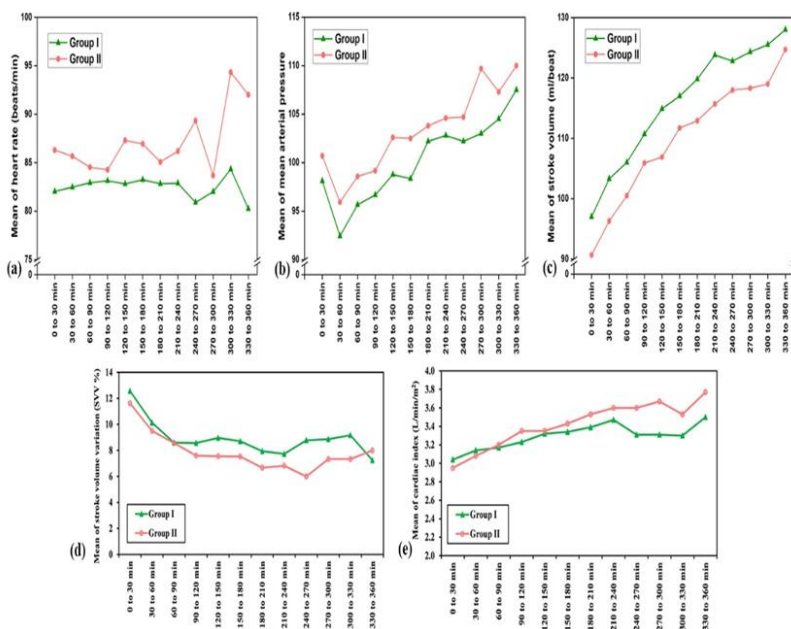 Mean of heart rate (beats/min)
100
95
90
85
80
75
0
Group I
Group II
(a)
0 to 30 min
30 to 60 min
60 to 90 min
90 to 120 min
120 to 150 min
150 to 180 min
180 to 210 min
210 to 240 min
240 to 270 min
270 to 300 min
300 to 330 min
330 to 360 min
Mean of mean arterial pressure
115
110
105
100
95
90
0
Group I
Group II
(b)
0 to 30 min
30 to 60 min
60 to 90 min
90 to 120 min
120 to 150 min
150 to 180 min
180 to 210 min
210 to 240 min
240 to 270 min
270 to 300 min
300 to 330 min
330 to 360 min
Mean of stroke volume (ml/beat)
130
120
110
100
90
0
Group I
Group II
(c)
0 to 30 min
30 to 60 min
60 to 90 min
90 to 120 min
120 to 150 min
150 to 180 min
180 to 210 min
210 to 240 min
240 to 270 min
270 to 300 min
300 to 330 min
330 to 360 min
Mean of stroke volume variation (SVV %)
14
12
10
8
6
4
2
0
Group I
Group II
(d)
0 to 30 min
30 to 60 min
60 to 90 min
90 to 120 min
120 to 150 min
150 to 180 min
180 to 210 min
210 to 240 min
240 to 270 min
270 to 300 min
300 to 330 min
330 to 360 min
Mean of cardiac index (L/min/m²)
4.0
3.8
3.6
3.4
3.2
3.0
2.8
2.6
2.4
2.2
2.0
Group I
Group II
(e)
0 to 30 min
30 to 60 min
60 to 90 min
90 to 120 min
120 to 150 min
150 to 180 min
180 to 210 min
210 to 240 min
240 to 270 min
270 to 300 min
300 to 330 min
330 to 360 min